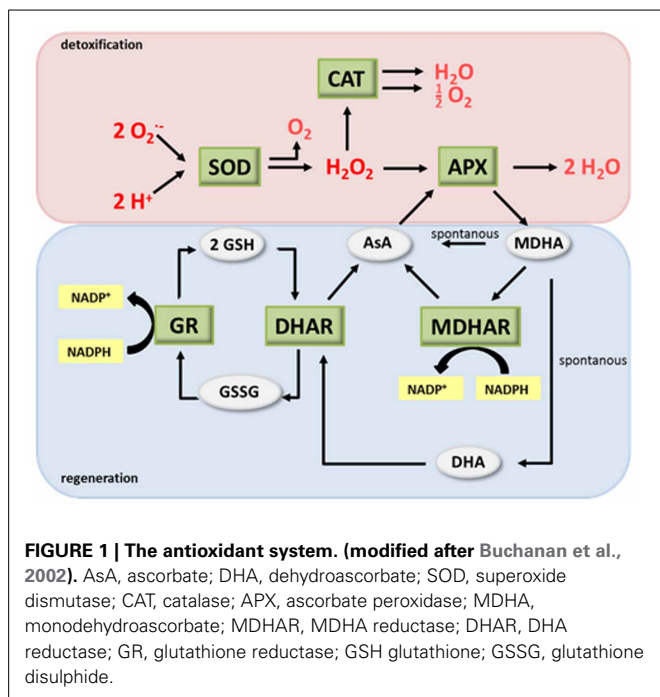 detoxification
CAT
H₂O
½ O₂
2 O₂·⁻
O₂
SOD
H₂O₂
APX
2 H₂O
2 H⁺
2 GSH
AsA
spontanous
MDHA
NADP⁺
GR
DHAR
MDHAR
NADPH
spontanous
GSSG
NADP⁺
NADPH
DHA
regeneration
FIGURE 1 | The antioxidant system. (modified after Buchanan et al.,
2002). AsA, ascorbate; DHA, dehydroascorbate; SOD, superoxide
dismutase; CAT, catalase; APX, ascorbate peroxidase; MDHA,
monodehydroascorbate; MDHAR, MDHA reductase; DHAR, DHA
reductase; GR, glutathione reductase; GSH glutathione; GSSG, glutathione
disulphide.